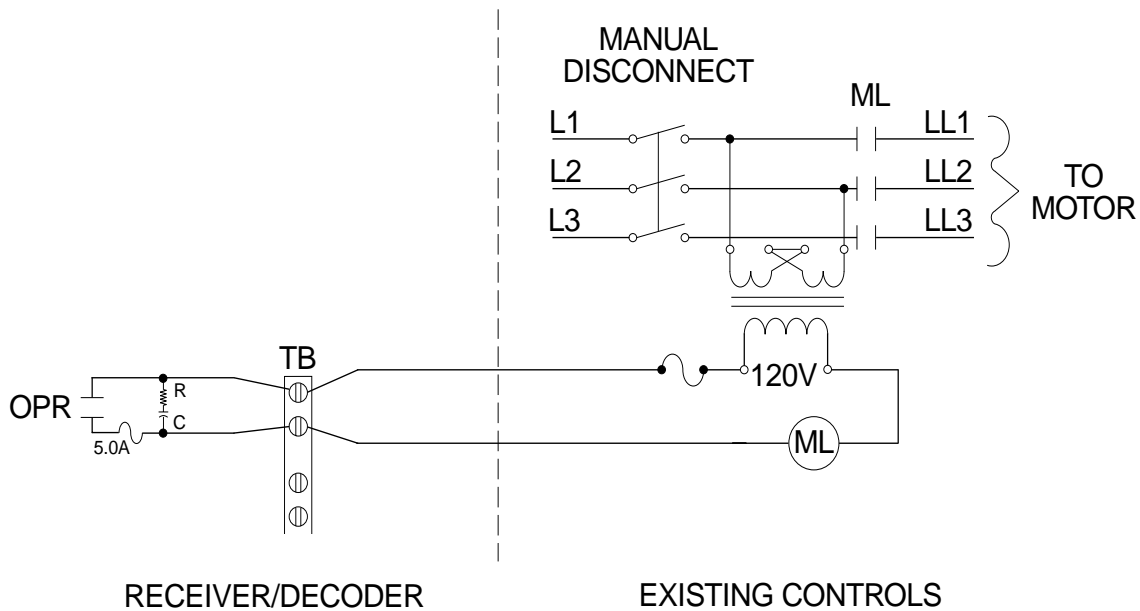 MANUAL
DISCONNECT
ML
L1
LL1
L2
LL2
L3
LL3
TO
MOTOR
TB
R
120V
OPR
C
5.0A
ML
RECEIVER/DECODER
EXISTING CONTROLS